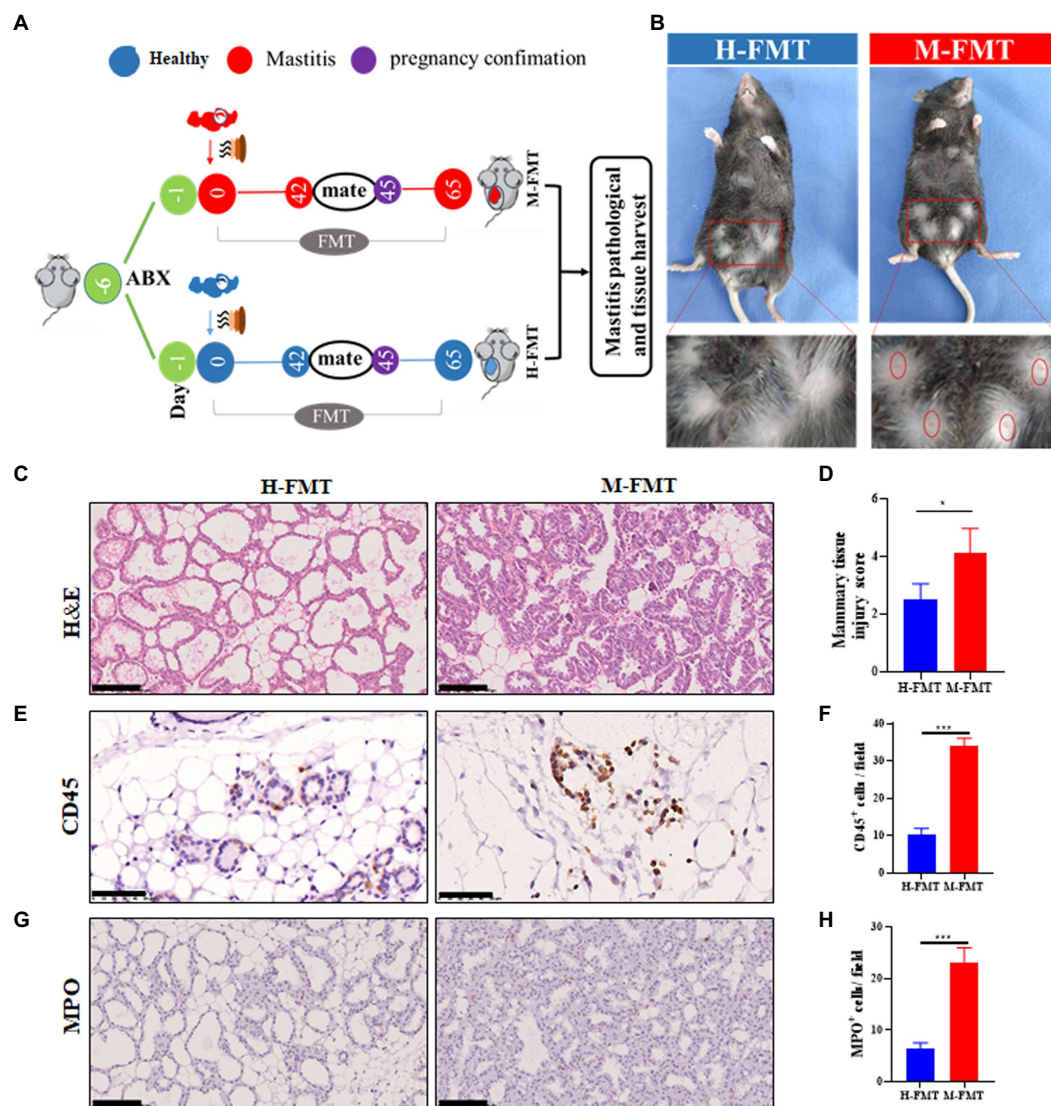 A
Healthy
Mastitis
pregnancy confimation
-6
ABX
-1
0
42
mate
45
65
M-FMT
FMT
-1
Day
0
42
mate
45
65
H-FMT
FMT
Mastitis pathological
and tissue harvest
B
H-FMT
M-FMT
C
H-FMT
M-FMT
H&E
D
Mammary tissue
injury score
6
4
2
0
*
H-FMT M-FMT
E
CD45
F
CD45+ cells / field
40
30
20
10
0
***
H-FMT M-FMT
G
MPO
H
MPO+ cells/ field
30
20
10
0
***
H-FMT M-FMT